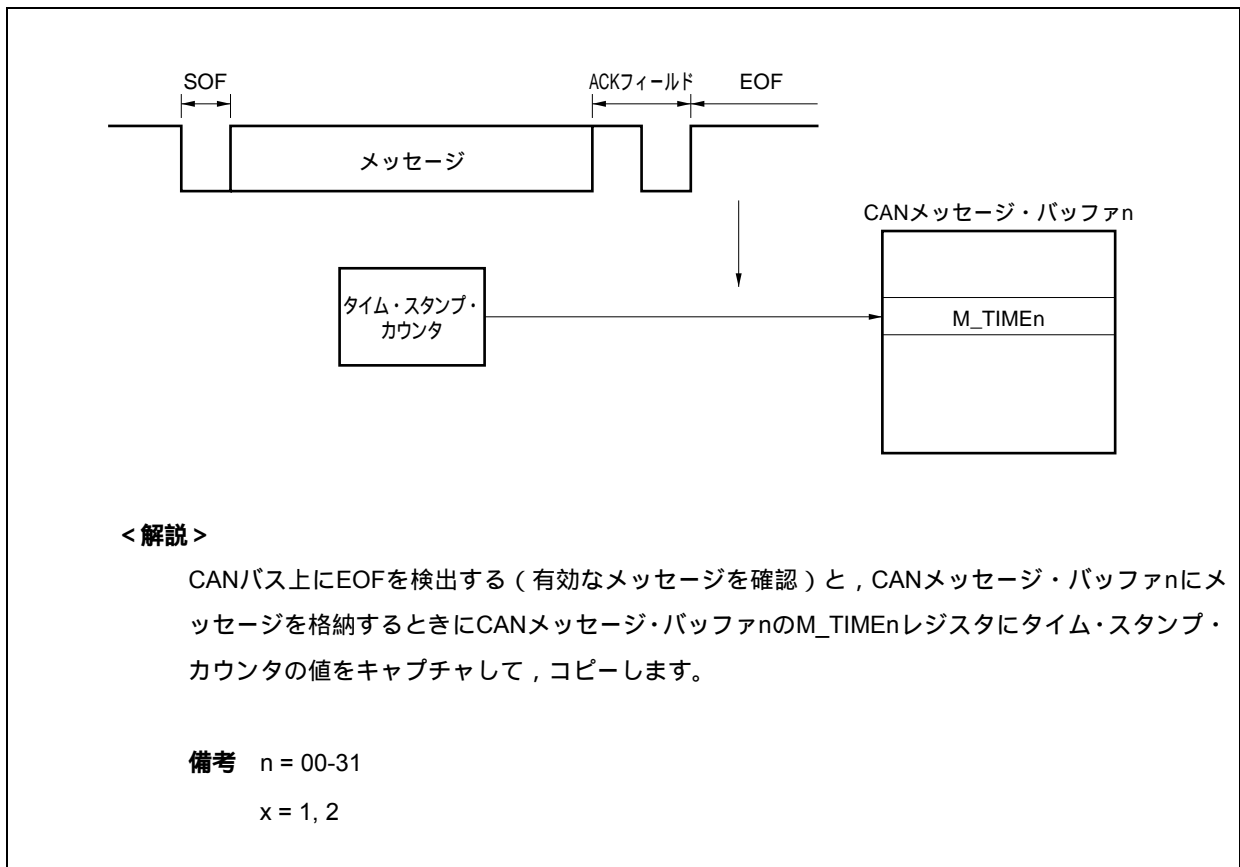 SOF
ACKフィールド
EOF
メッセージ
CANメッセージ・バッファn
タイム・スタンプ・
カウンタ
M_TIMEn
<解説>
CANバス上にEOFを検出する(有効なメッセージを確認)と,CANメッセージ・バッファnにメ
ッセージを格納するときにCANメッセージ・バッファnのM_TIMEnレジスタにタイム・スタンプ・
カウンタの値をキャプチャして,コピーします。
備考 n = 00-31
x = 1, 2